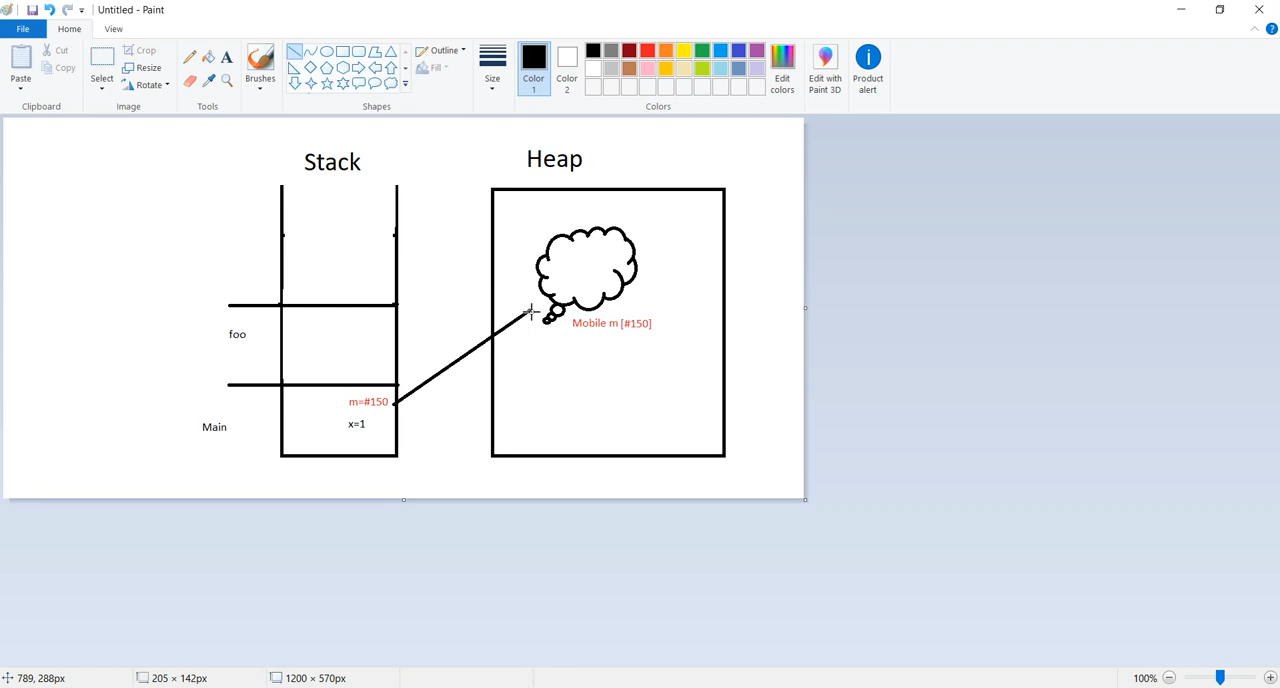 Untitled - Paint
File
Home
View
Paste
Cut
Copy
Clipboard
Select
Crop
Resize
Rotate
Image
A
Tools
Brushes
Shapes
Outline
Fill
Size
Color
1
Color
2
Edit
colors
Colors
Edit with
Paint 3D
Product
alert
Stack
Heap
foo
Mobile m [#150]
m=#150
x=1
Main
789, 288px
205 × 142px
1200 × 570px
100%